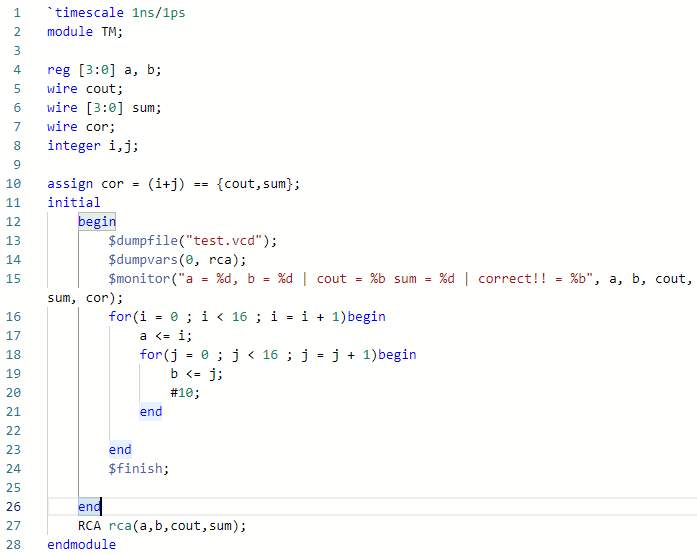 1 `timescale 1ns/1ps
2 module TM;
3
4 reg [3:0] a, b;
5 wire cout;
6 wire [3:0] sum;
7 wire cor;
8 integer i,j;
9
10 assign cor = (i+j) == {cout,sum};
11 initial
12 begin
13 $dumpfile("test.vcd");
14 $dumpvars(0, rca);
15 $monitor("a = %d, b = %d | cout = %b sum = %d | correct!! = %b", a, b, cout,
sum, cor);
16 for(i = 0 ; i < 16 ; i = i + 1)begin
17 a <= i;
18 for(j = 0 ; j < 16 ; j = j + 1)begin
19 b <= j;
20 #10;
21 end
22
23 end
24 $finish;
25
26 end
27 RCA rca(a,b,cout,sum);
28 endmodule